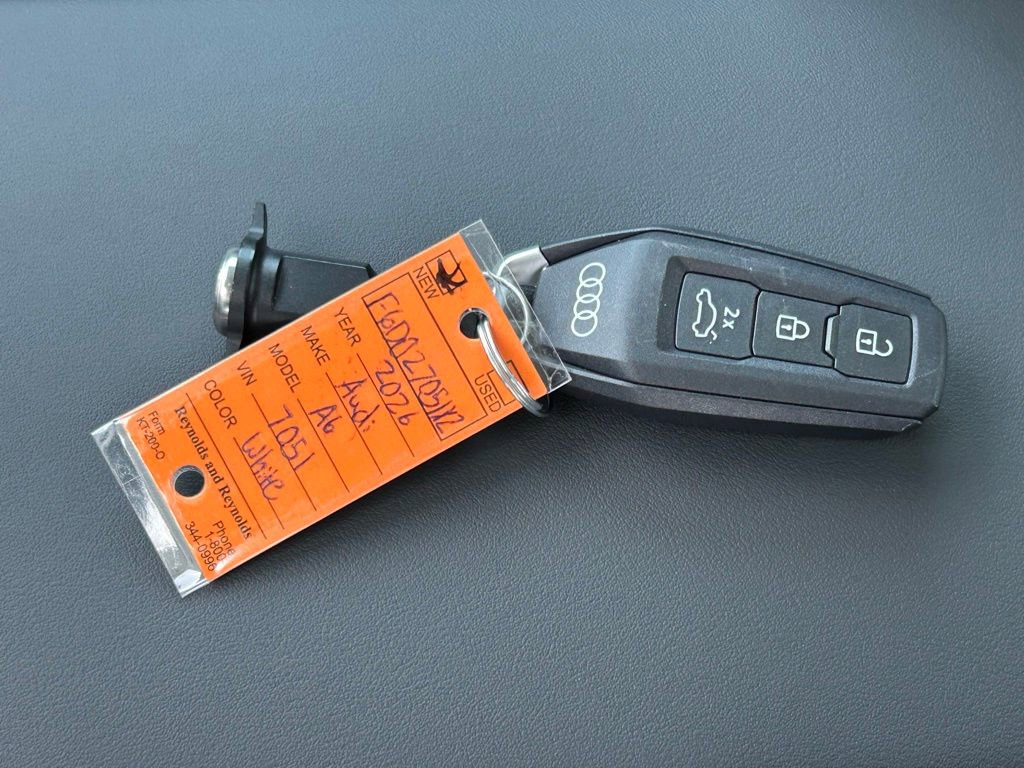 NEW
USED
F6DA27051K2
YEAR 2026
MAKE Audi
MODEL A6
VIN 7051
COLOR White
Reynolds and Reynolds
Form
KT-200-O
Phone
1-800
344-0996
2x